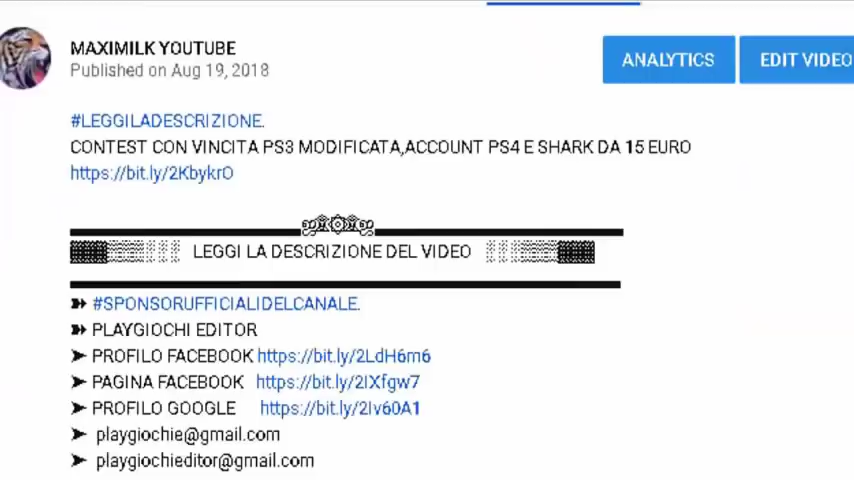 MAXIMILK YOUTUBE
Published on Aug 19, 2018
ANALYTICS
EDIT VIDEO
#LEGGILADESCRIZIONE.
CONTEST CON VINCITA PS3 MODIFICATA,ACCOUNT PS4 E SHARK DA 15 EURO
https://bit.ly/2KbykrO
LEGGI LA DESCRIZIONE DEL VIDEO
#SPONSORUFFICIALIDELCANALE.
PLAYGIOCHI EDITOR
PROFILO FACEBOOK https://bit.ly/2LdH6m6
PAGINA FACEBOOK https://bit.ly/2IXfgw7
PROFILO GOOGLE https://bit.ly/2Iv60A1
playgiochie@gmail.com
playgiochieditor@gmail.com